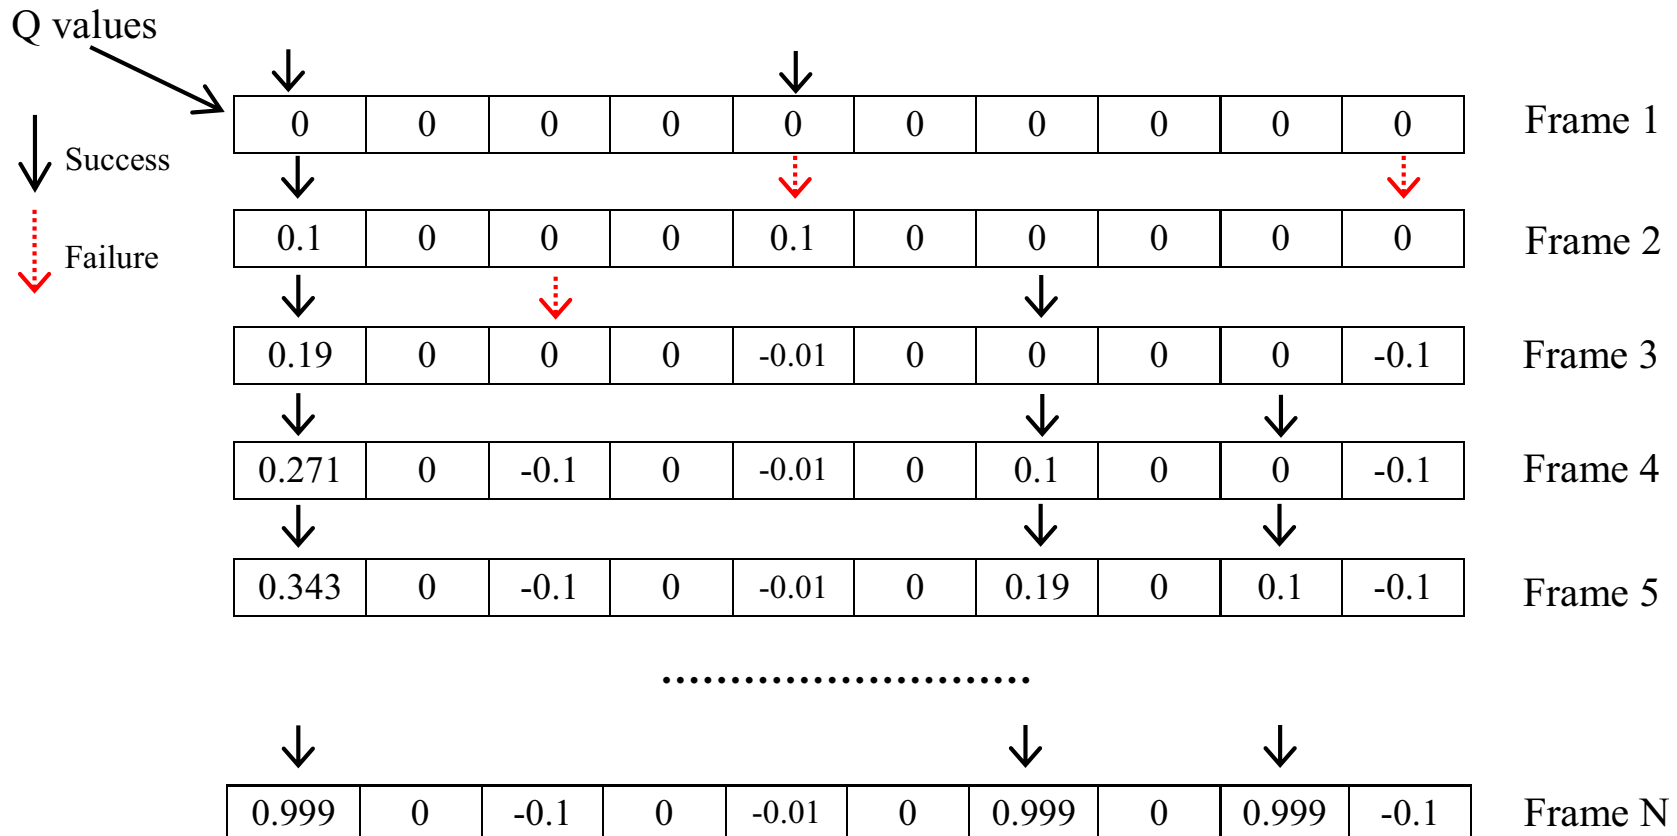 Q values
0 0 0 0 0 0 0 0 0 0 Frame 1
Success
0.1 0 0 0 0.1 0 0 0 0 0 Frame 2
Failure
0.19 0 0 0 -0.01 0 0 0 0 -0.1 Frame 3
0.271 0 -0.1 0 -0.01 0 0.1 0 0 -0.1 Frame 4
0.343 0 -0.1 0 -0.01 0 0.19 0 0.1 -0.1 Frame 5
...........................
0.999 0 -0.1 0 -0.01 0 0.999 0 0.999 -0.1 Frame N